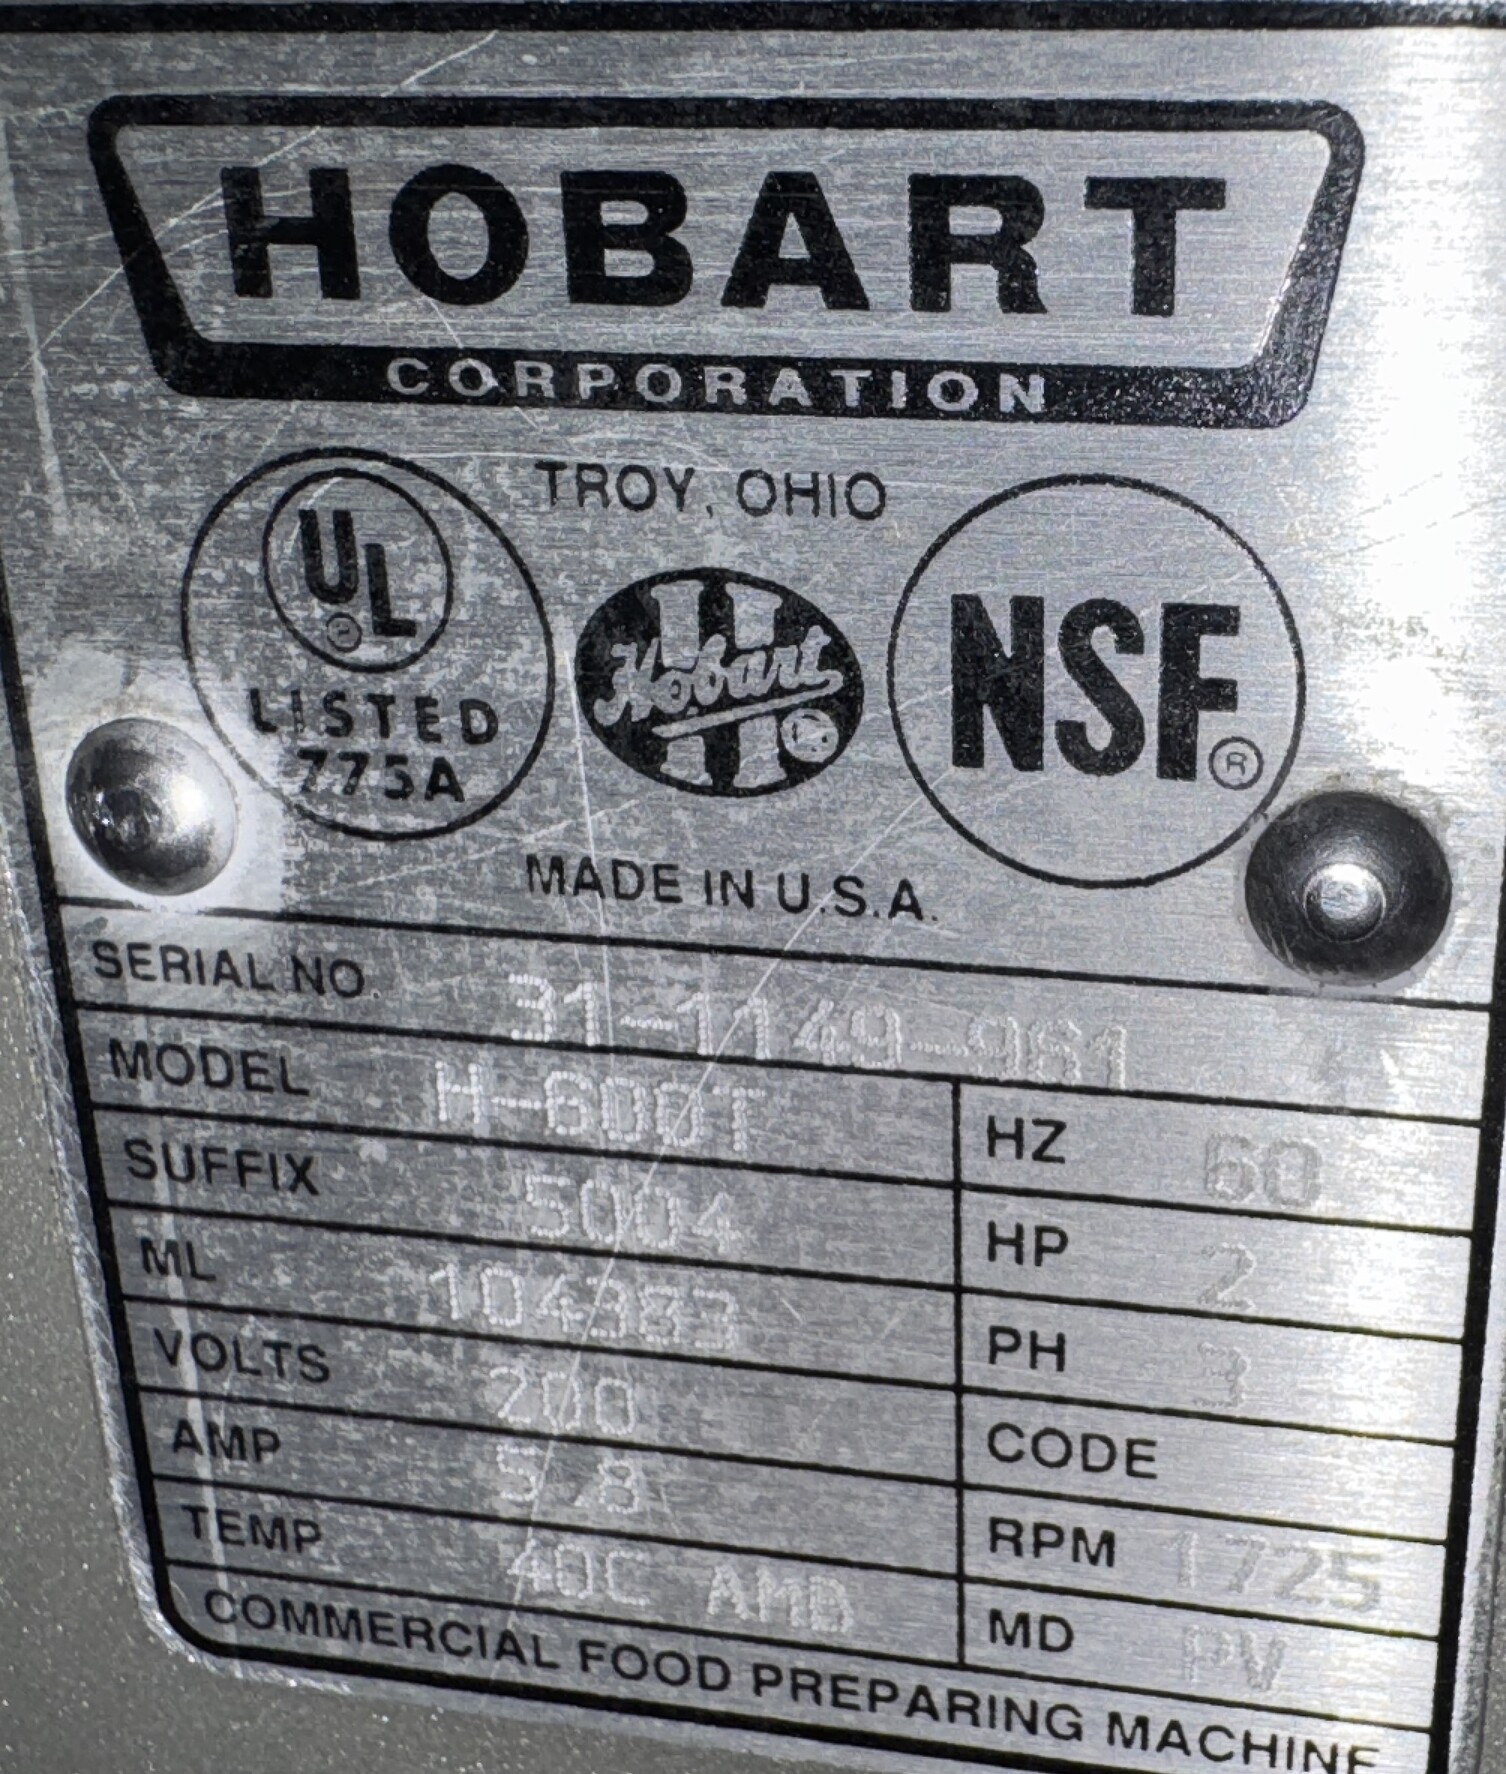 HOBART
CORPORATION
TROY, OHIO
UL
LISTED
775A
H
Hobart
NSF®
MADE IN U.S.A.
SERIAL NO. 31-1149-961
MODEL H-600T
HZ 60
SUFFIX 5004
HP 2
ML 104383
PH 3
VOLTS 200
CODE
AMP 5.8
RPM 1725
TEMP 40C AMB
MD PV
COMMERCIAL FOOD PREPARING MACHINE